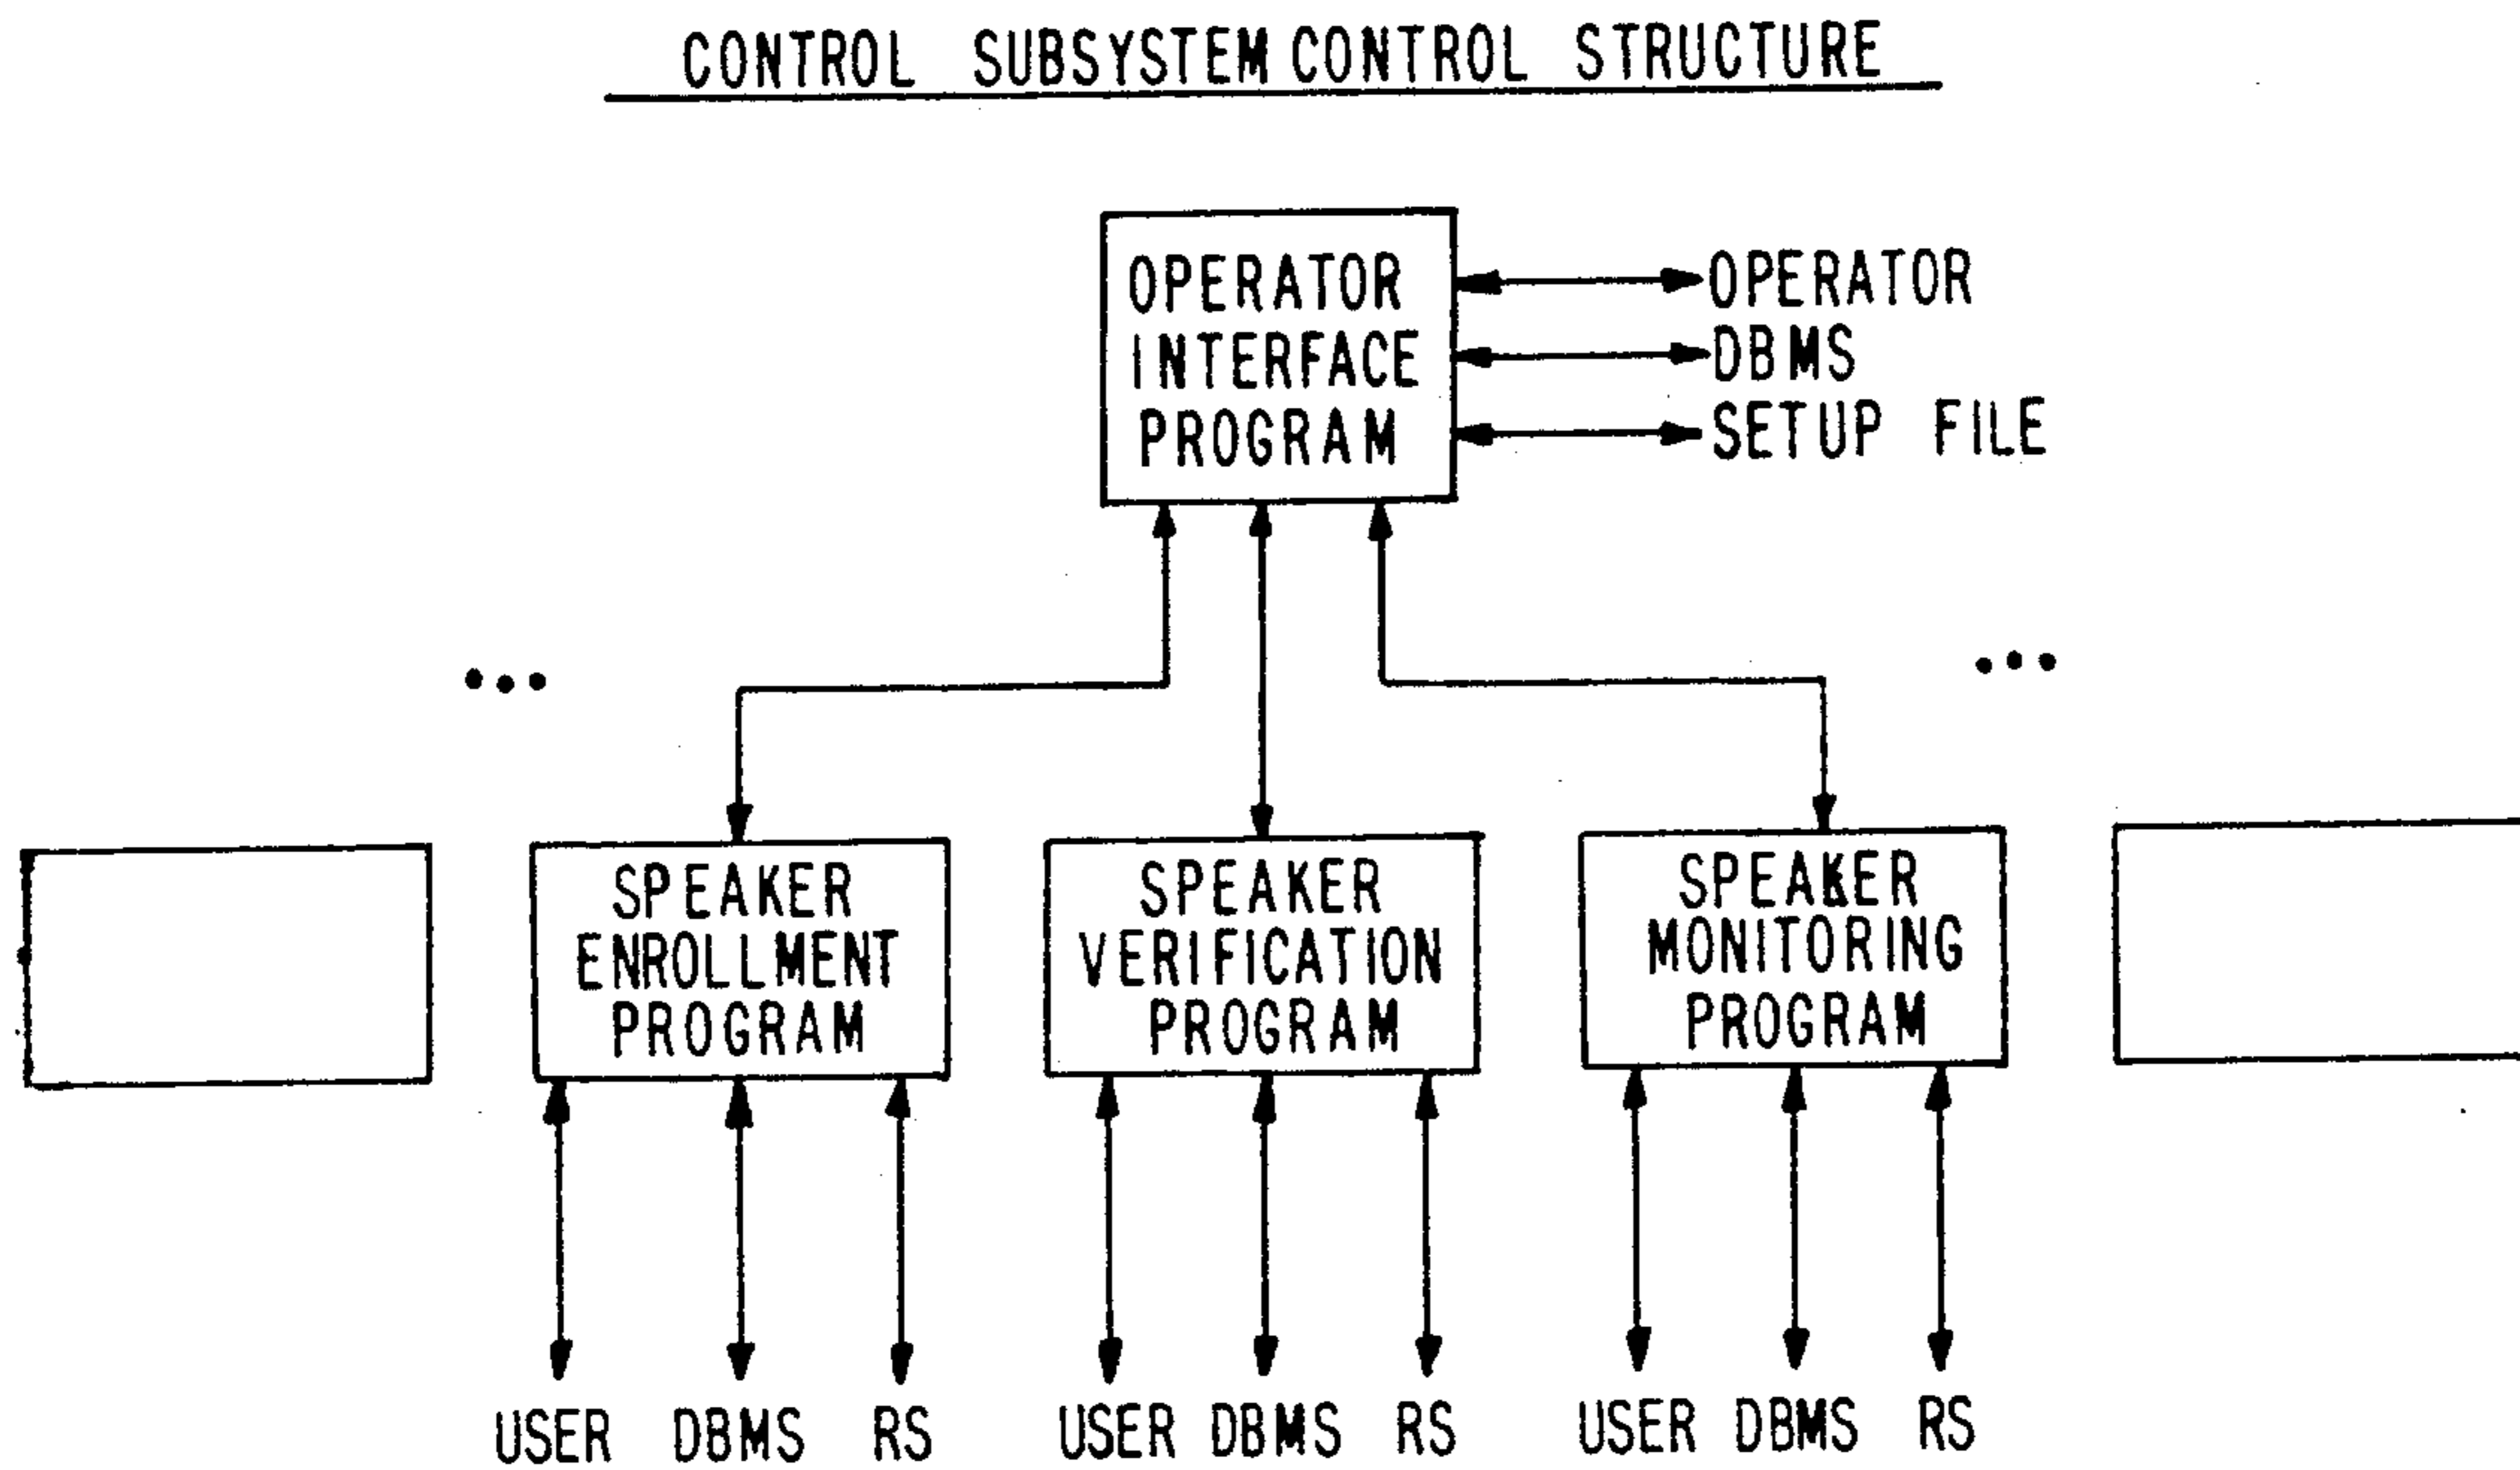 CONTROL SUBSYSTEM CONTROL STRUCTURE
OPERATOR
INTERFACE
PROGRAM
OPERATOR
DBMS
SETUP FILE
SPEAKER
ENROLLMENT
PROGRAM
SPEAKER
VERIFICATION
PROGRAM
SPEAKER
MONITORING
PROGRAM
USER DBMS RS
USER DBMS RS
USER DBMS RS